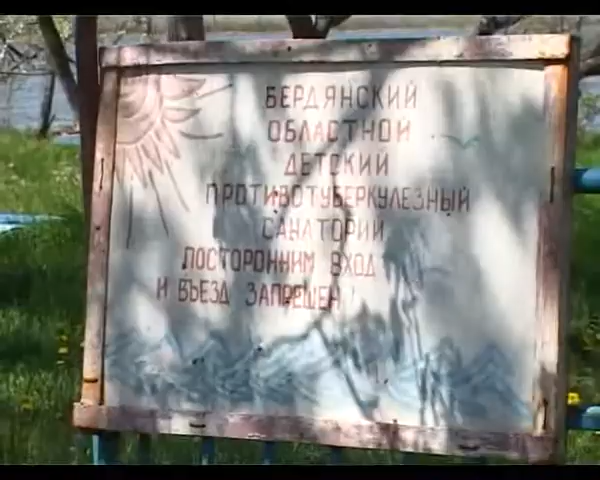 БЕРДЯНСКИЙ
ОБЛАСТНОЙ
ДЕТСКИЙ
ПРОТИВОТУБЕРКУЛЕЗНЫЙ
САНАТОРИЙ
ПОСТОРОННИМ ВХОД
И ВЪЕЗД ЗАПРЕЩЕН!